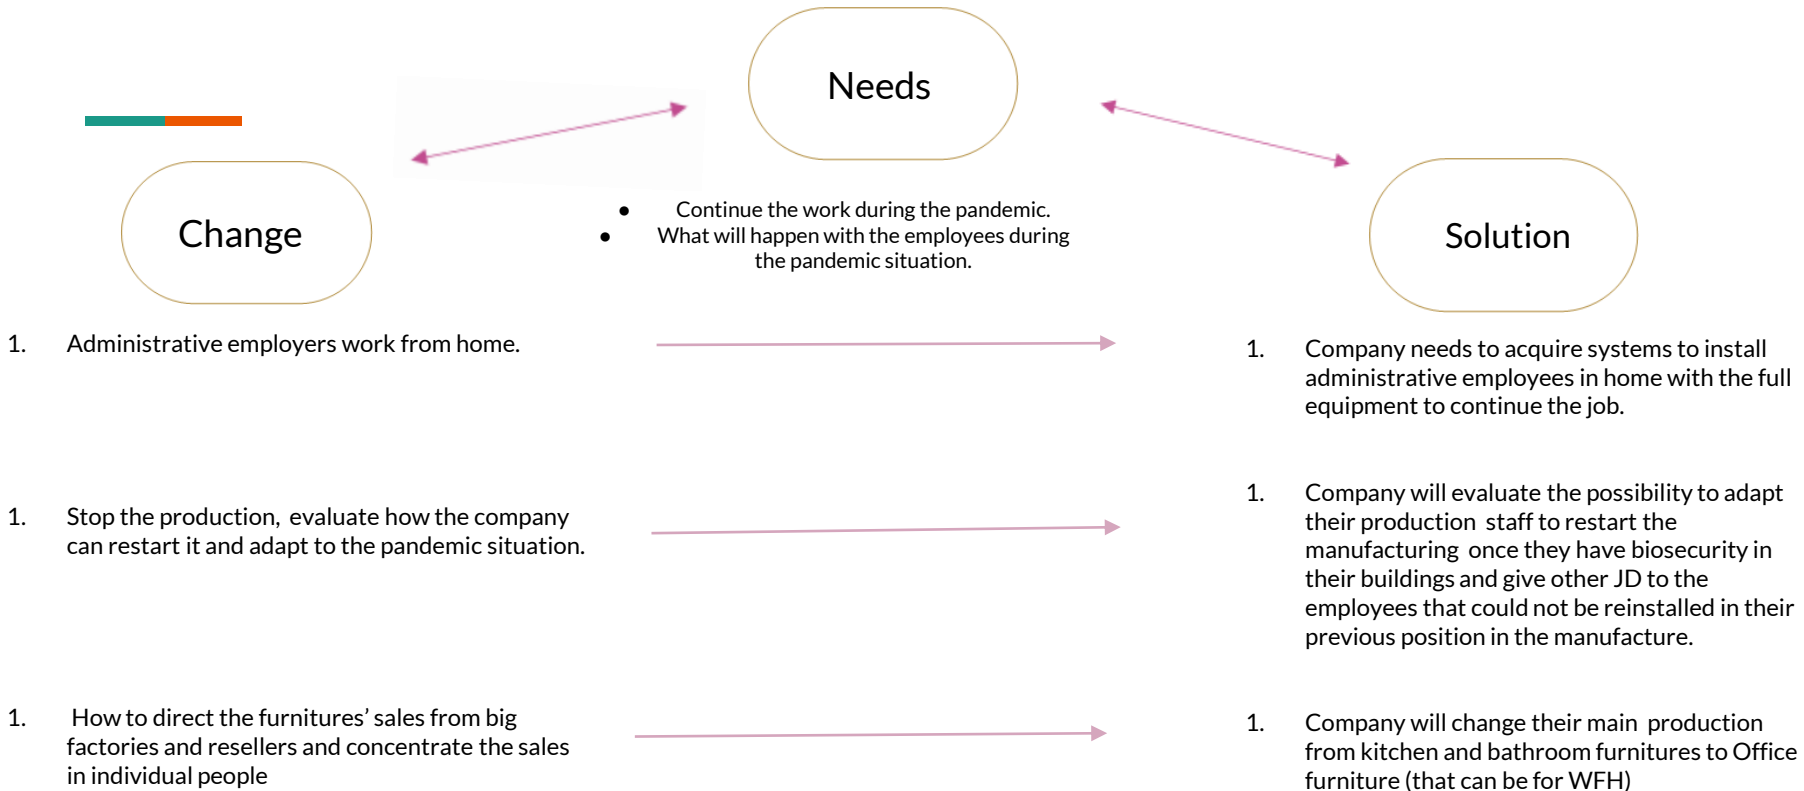 Needs
Change
Solution
● Continue the work during the pandemic.
● What will happen with the employees during
the pandemic situation.
1. Administrative employers work from home.
1. Company needs to acquire systems to install
administrative employees in home with the full
equipment to continue the job.
1. Stop the production, evaluate how the company
can restart it and adapt to the pandemic situation.
1. Company will evaluate the possibility to adapt
their production staff to restart the
manufacturing once they have biosecurity in
their buildings and give other JD to the
employees that could not be reinstalled in their
previous position in the manufacture.
1. How to direct the furnitures’ sales from big
factories and resellers and concentrate the sales
in individual people
1. Company will change their main production
from kitchen and bathroom furnitures to Office
furniture (that can be for WFH)